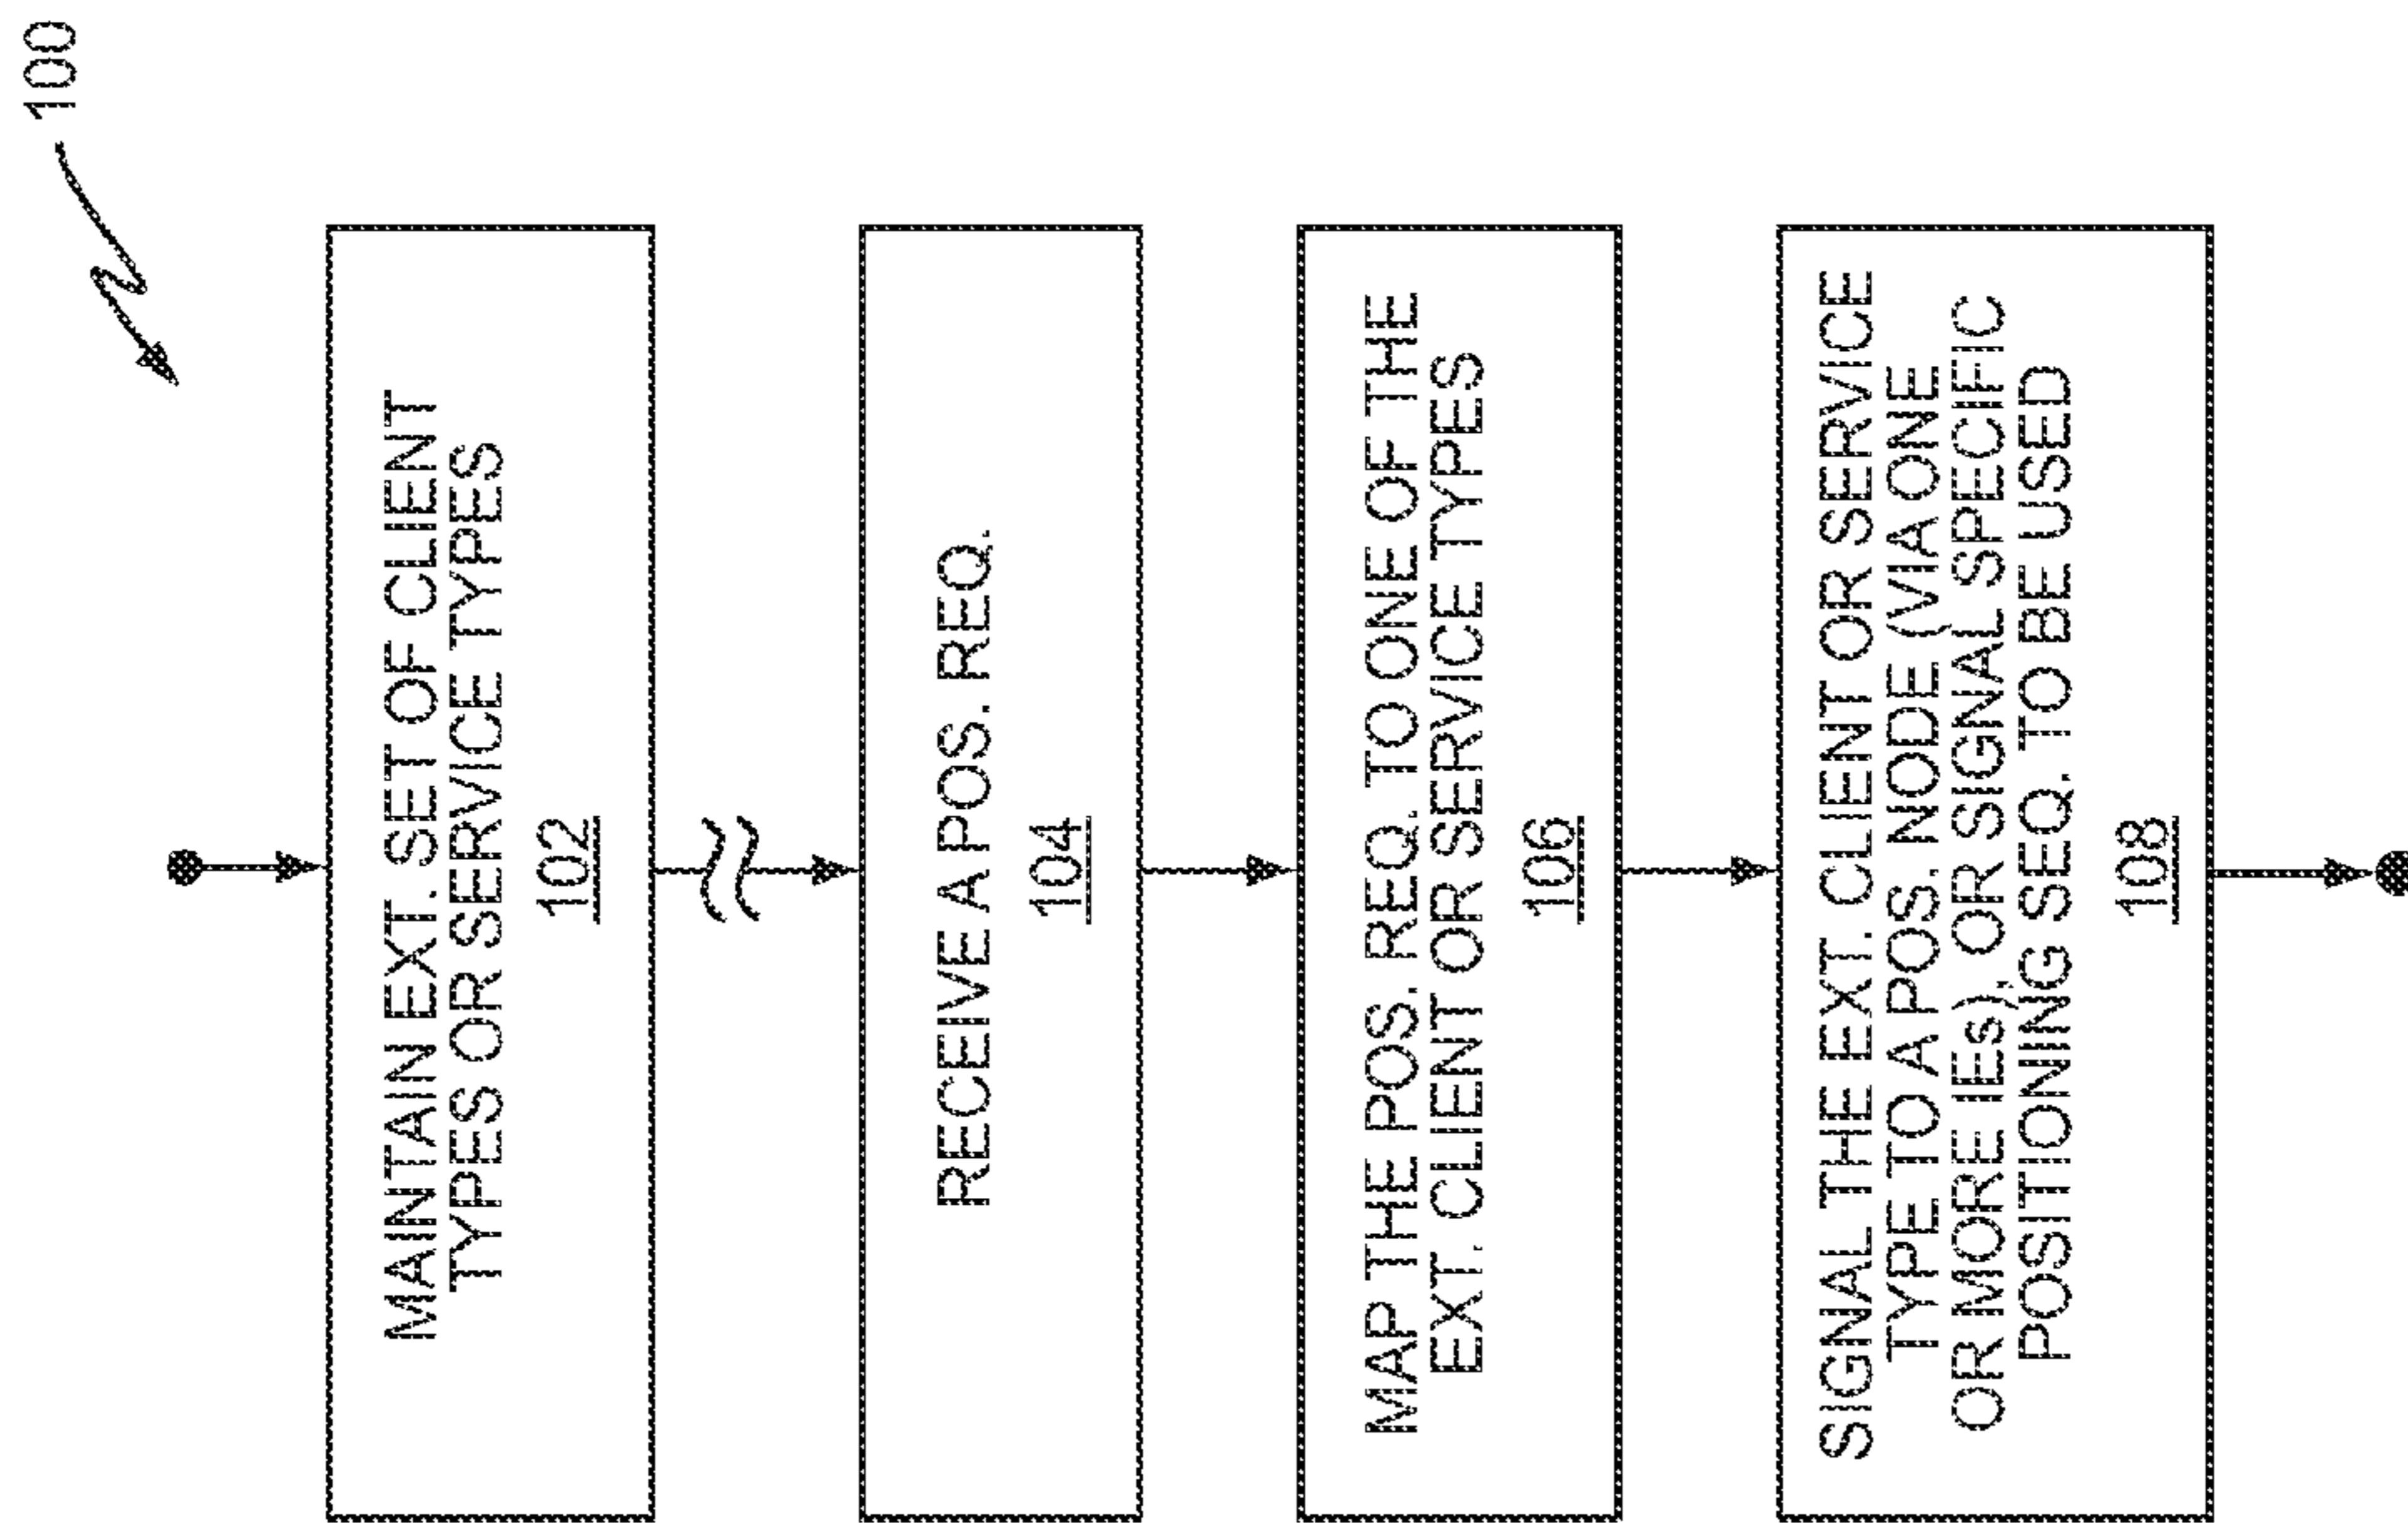 100
MAINTAIN EXT. SET OF CLIENT
TYPES OR SERVICE TYPES
102
RECEIVE A POS. REQ.
104
MAP THE POS. REQ. TO ONE OF THE
EXT. CLIENT OR SERVICE TYPES
106
SIGNAL THE EXT. CLIENT OR SERVICE
TYPE TO A POS. NODE (VIA ONE
OR MORE IEs), OR SIGNAL SPECIFIC
POSITIONING SEQ. TO BE USED
108